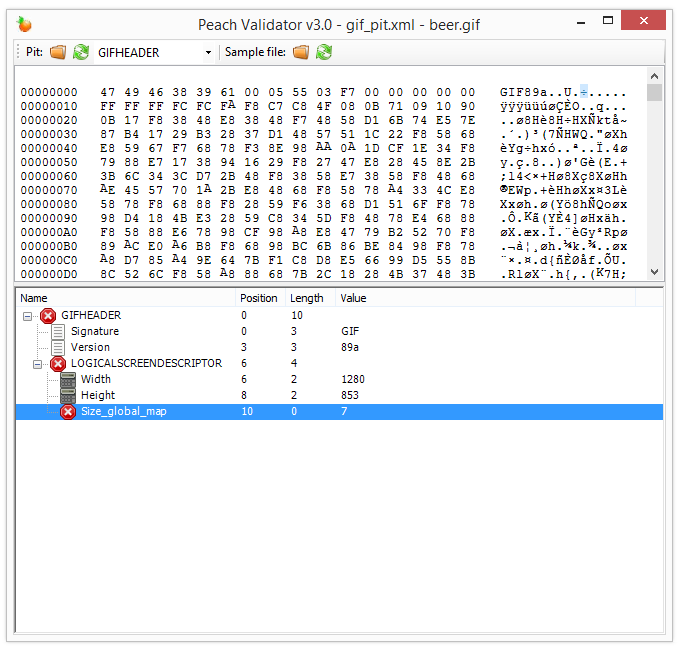 Peach Validator v3.0 - gif_pit.xml - beer.gif
Pit: GIFHEADER Sample file:
00000000 47 49 46 38 39 61 00 05 55 03 F7 00 00 00 00 00 GIF89a..U.÷.....
00000010 FF FF FF FC FC FA F8 C7 C8 4F 08 0B 71 09 10 90 ÿÿÿüüúøÇÈO..q...
00000020 0B 17 F8 38 48 E8 38 48 F7 48 58 D1 6B 74 E5 7E ..ø8Hè8H÷HXÑktå~
00000030 87 B4 17 29 B3 28 37 D1 48 57 51 1C 22 F8 58 68 .´.)³(7ÑHWQ."øXh
00000040 E8 59 67 F7 68 78 F3 8E 98 AA 0A 1D CF 1E 34 F8 èYg÷hxó..ª..Ï.4ø
00000050 79 88 E7 17 38 94 16 29 F8 27 47 E8 28 45 8E 2B y.ç.8..)ø'Gè(E.+
00000060 3B 6C 34 3C D7 2B 48 F8 38 58 E7 38 58 F8 48 68 ;l4<×+Hø8Xç8XøHh
00000070 AE 45 57 70 1A 2B E8 48 68 F8 58 78 A4 33 4C E8 ®EWp.+èHhøXx¤3Lè
00000080 58 78 F8 68 88 F8 28 59 F6 38 68 D1 51 6F F8 78 Xxøh.ø(Yö8hÑQoøx
00000090 98 D4 18 4B E3 28 59 C8 34 5D F8 48 78 E4 68 88 .Ô.Kã(YÈ4]øHxäh.
000000A0 F8 58 88 E6 78 98 CF 98 A8 E8 47 79 B2 52 70 F8 øX.æx.Ï.¨èGy²Rpø
000000B0 89 AC E0 A6 B8 F8 68 98 BC 6B 86 BE 84 98 F8 78 .¬à¦¸øh.¼k.¾..øx
000000C0 A8 D7 85 A4 9E 64 7B F1 C8 D8 E5 66 99 D5 55 8B ¨×.¤.d{ñÈØåf.ÕU.
000000D0 8C 52 6C F8 58 A8 88 68 7B 2C 18 28 4B 37 48 3B .RløX¨.h{,.(K7H;
Name Position Length Value
GIFHEADER 0 10
Signature 0 3 GIF
Version 3 3 89a
LOGICALSCREENDESCRIPTOR 6 4
Width 6 2 1280
Height 8 2 853
Size_global_map 10 0 7